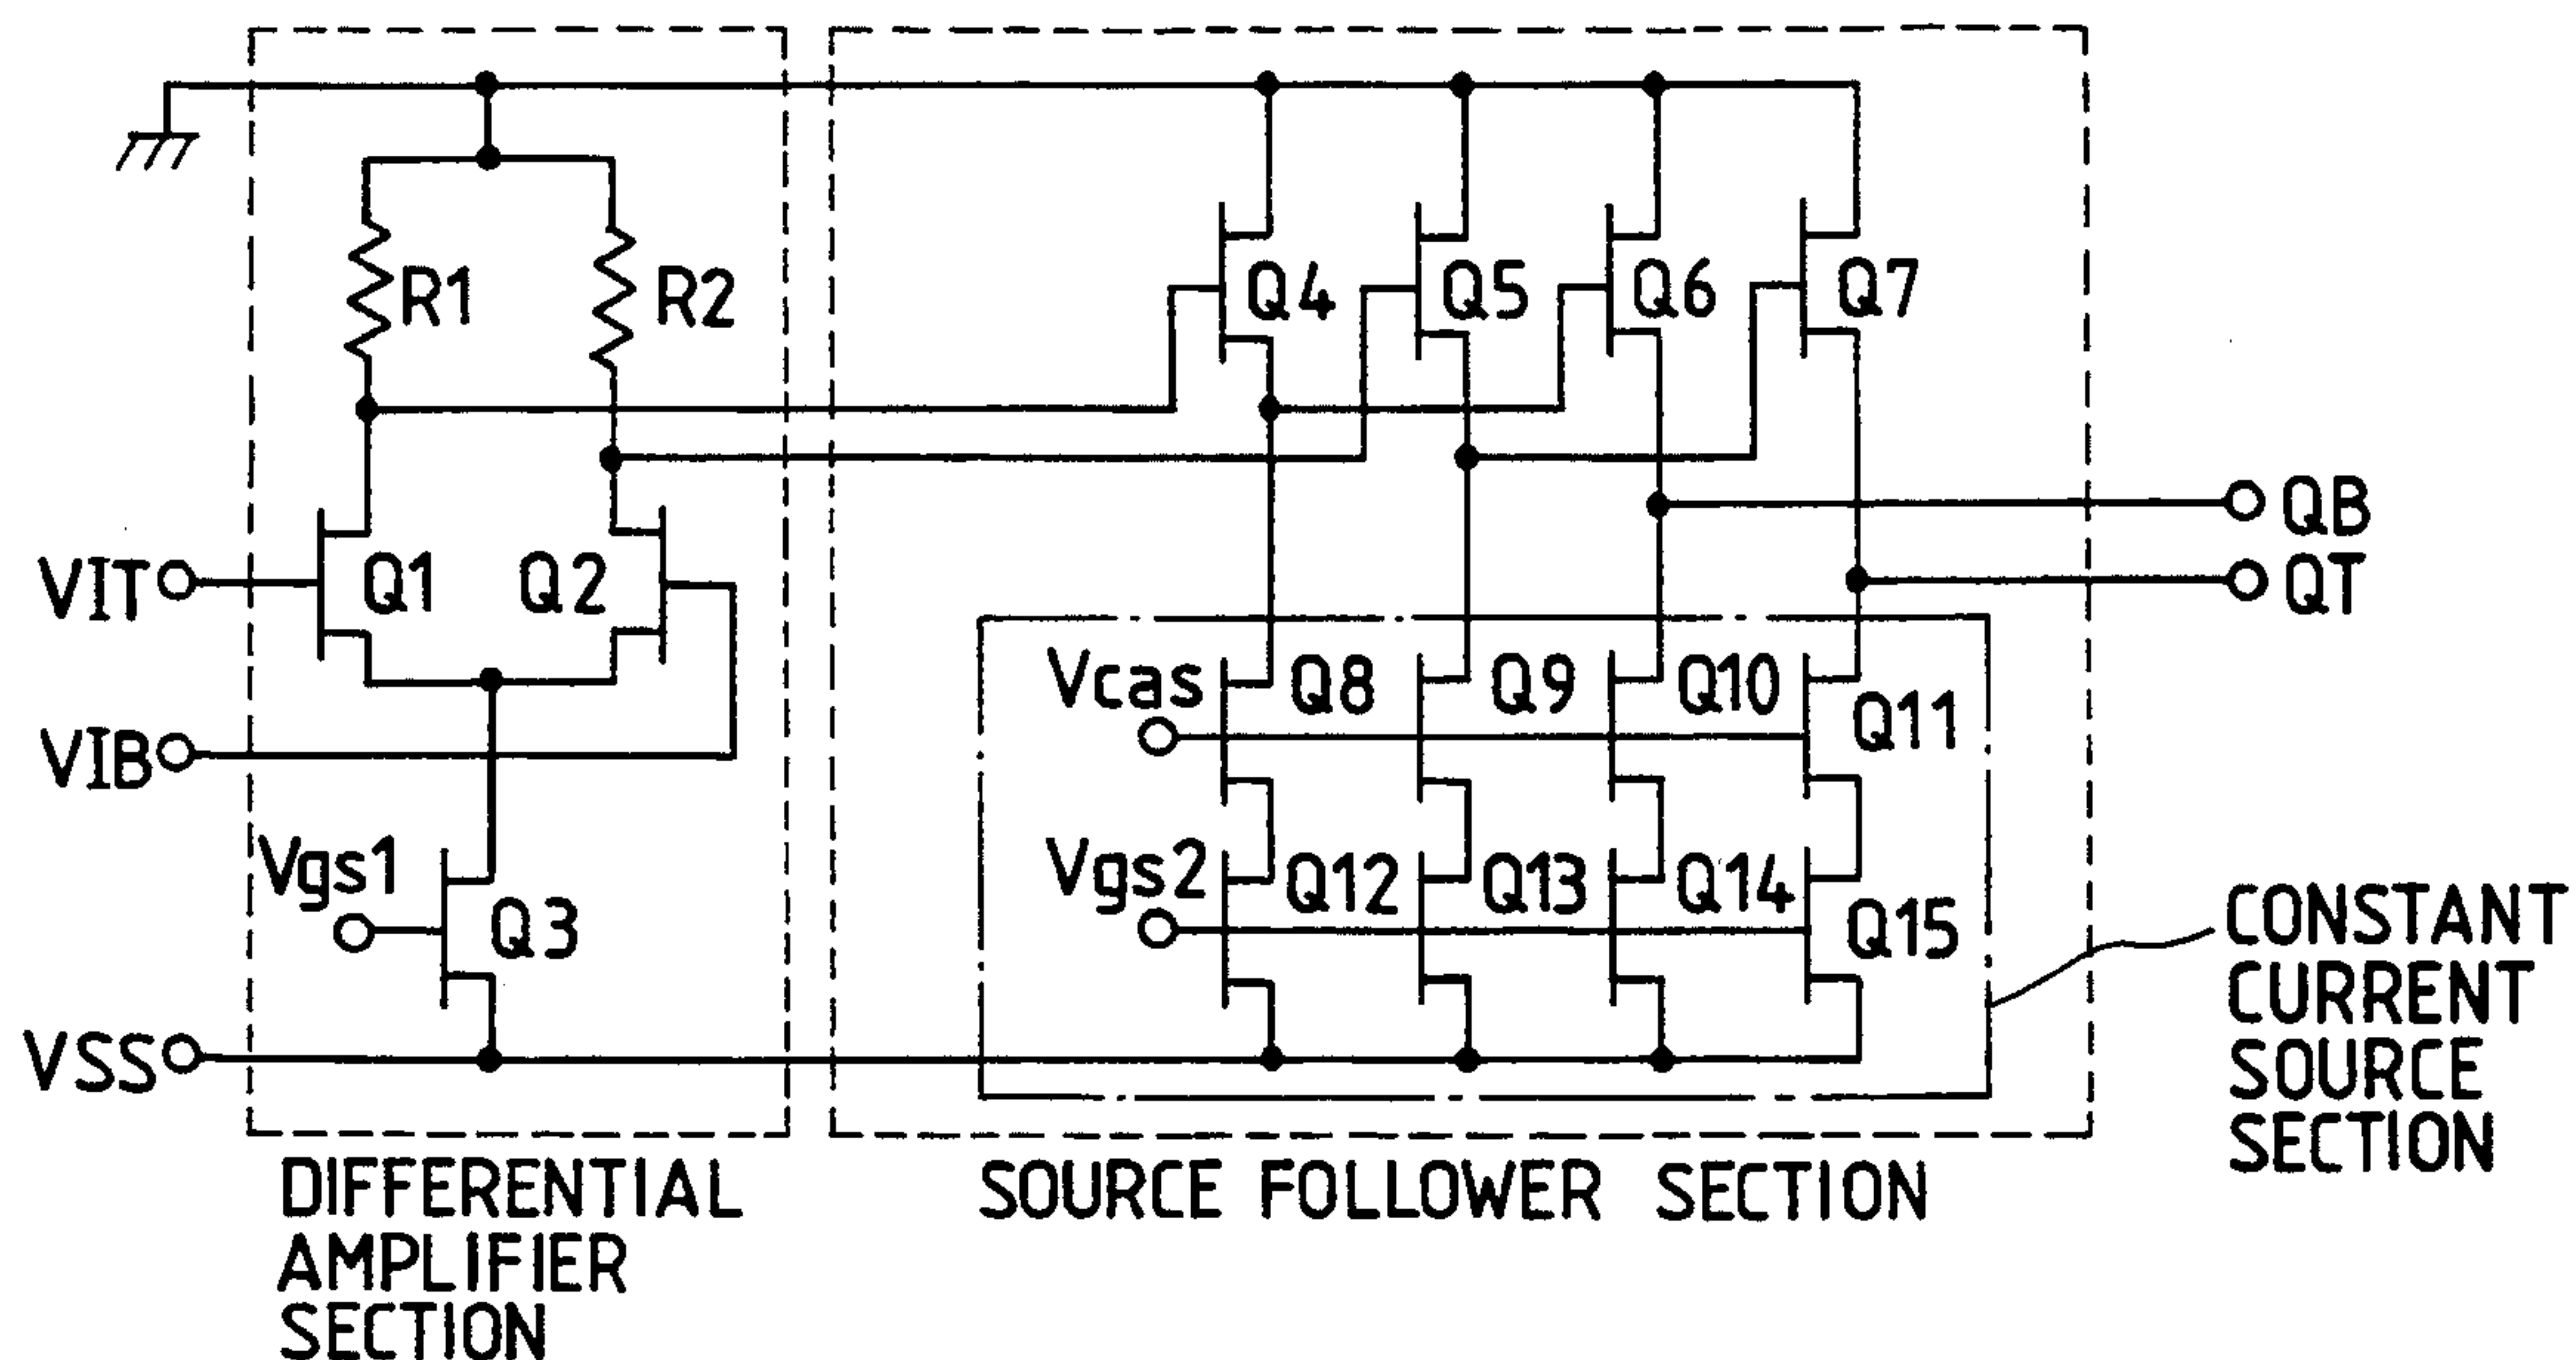 R1
R2
Q4
Q5
Q6
Q7
QB
QT
VIT
Q1
Q2
VIB
Vcas
Q8
Q9
Q10
Q11
Vgs1
Q3
Vgs2
Q12
Q13
Q14
Q15
VSS
CONSTANT
CURRENT
SOURCE
SECTION
DIFFERENTIAL
AMPLIFIER
SECTION
SOURCE FOLLOWER SECTION